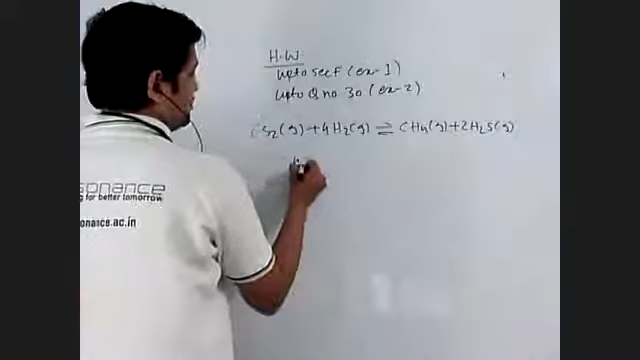 H.W
upto sec F (ex-1)
upto Q no 30 (ex-2)
CS₂(g)+4H₂(g) ⇌ CH₄(g)+2H₂S(g)
sonance
g for better tomorrow
onance.ac.in